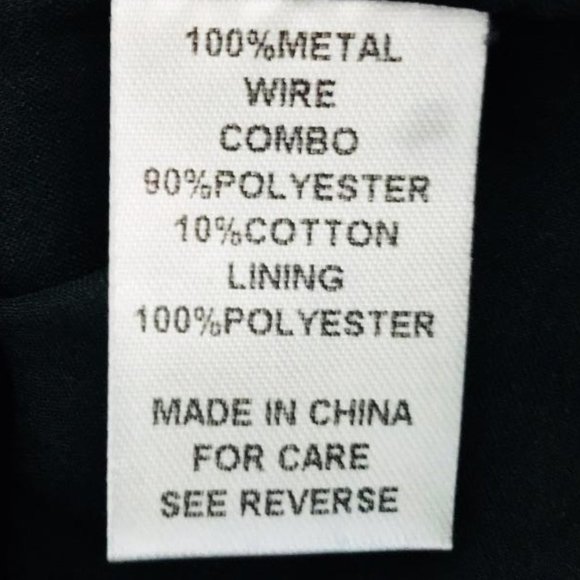 100%METAL
WIRE
COMBO
90%POLYESTER
10%COTTON
LINING
100%POLYESTER
MADE IN CHINA
FOR CARE
SEE REVERSE